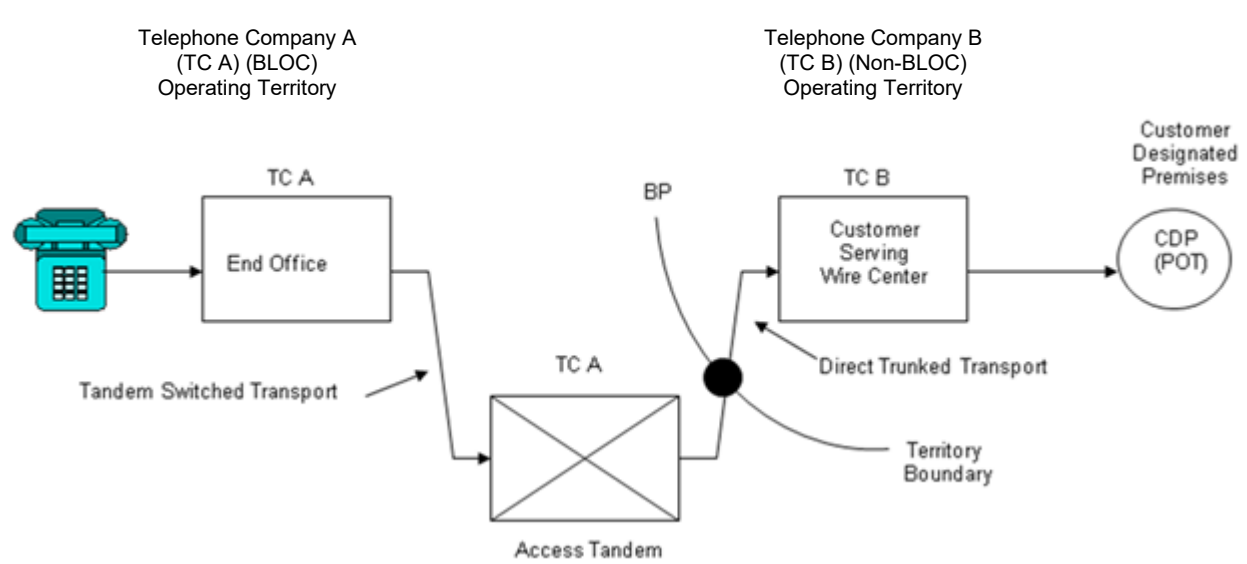 Telephone Company A
(TC A) (BLOC)
Operating Territory
Telephone Company B
(TC B) (Non-BLOC)
Operating Territory
Customer
Designated
Premises
TC A
TC B
BP
End Office
Customer
Serving
Wire Center
CDP
(POT)
TC A
Direct Trunked Transport
Tandem Switched Transport
Territory
Boundary
Access Tandem